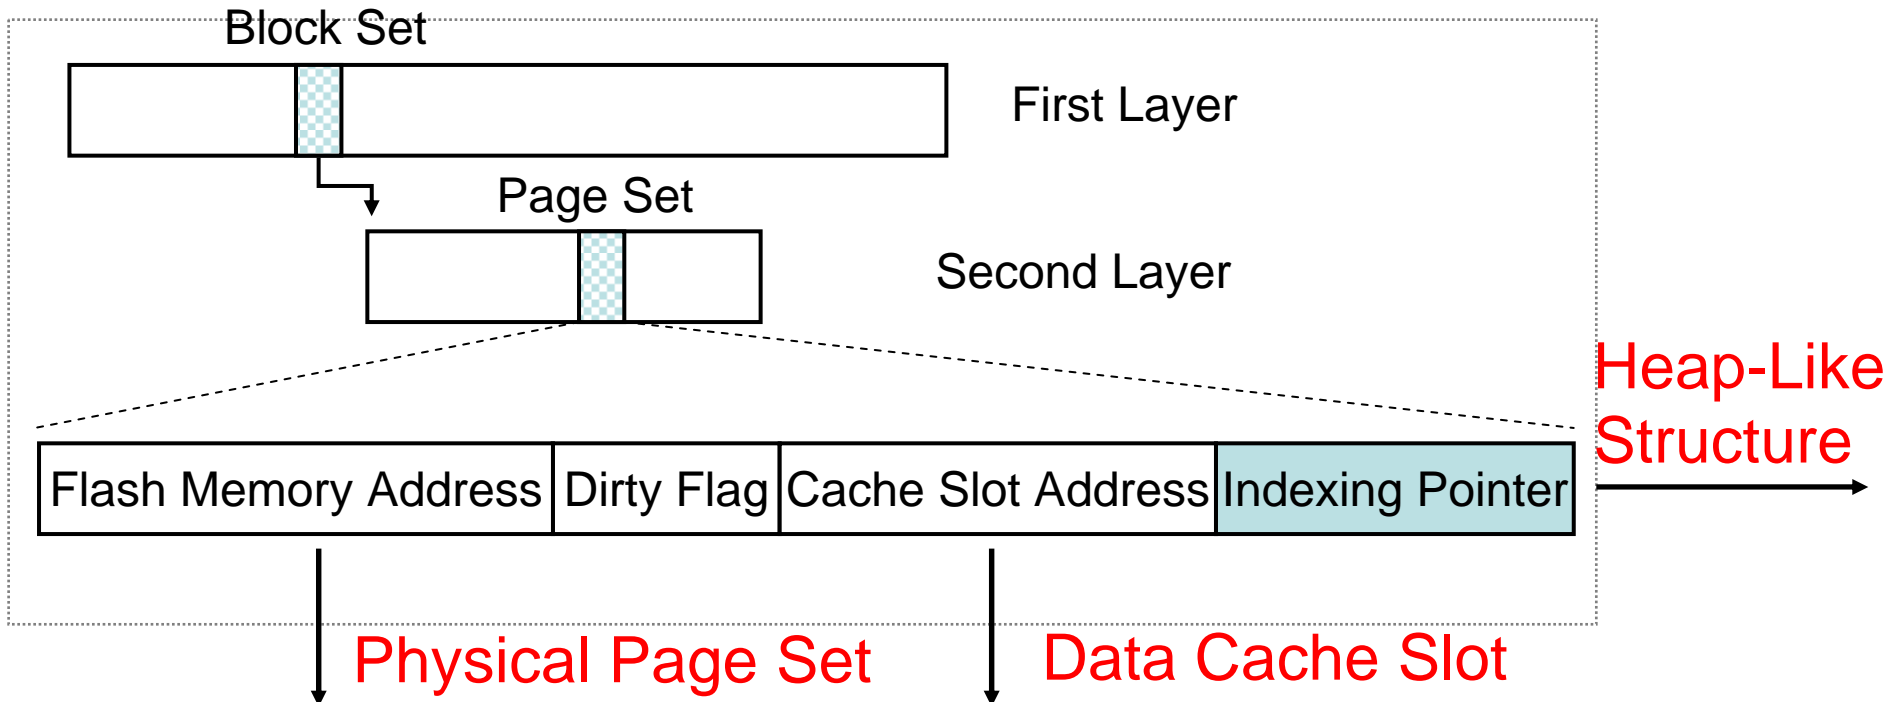 Block Set
First Layer
Page Set
Second Layer
Heap-Like
Structure
Flash Memory Address
Dirty Flag
Cache Slot Address
Indexing Pointer
Physical Page Set
Data Cache Slot